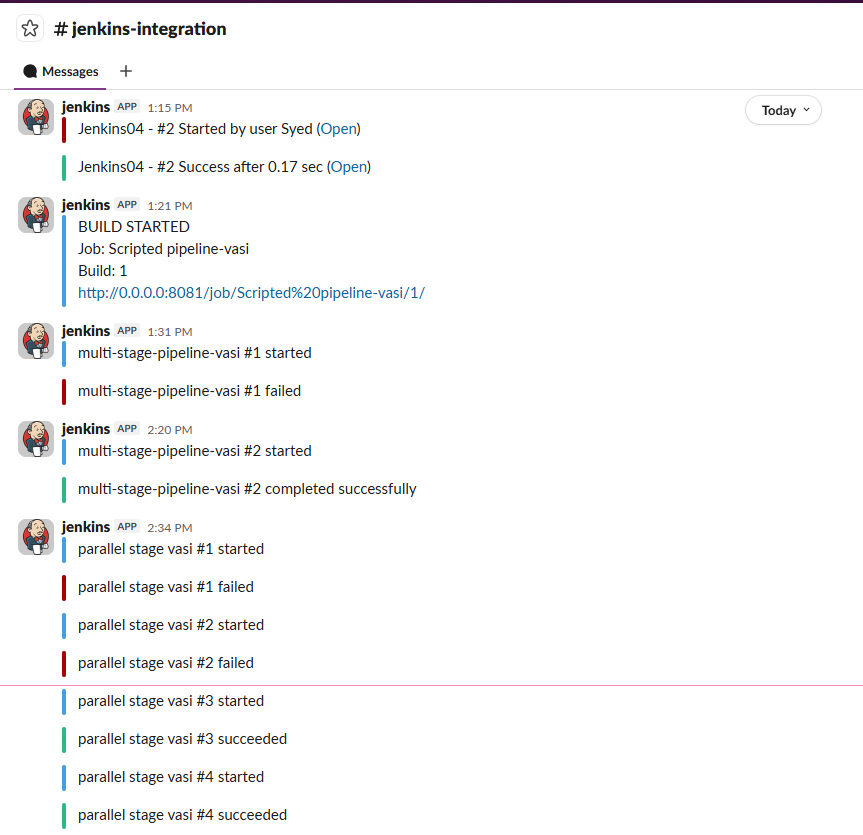 # jenkins-integration
Messages +
jenkins APP 1:15 PM
Today
Jenkins04 - #2 Started by user Syed (Open)
Jenkins04 - #2 Success after 0.17 sec (Open)
jenkins APP 1:21 PM
BUILD STARTED
Job: Scripted pipeline-vasi
Build: 1
http://0.0.0.0:8081/job/Scripted%20pipeline-vasi/1/
jenkins APP 1:31 PM
multi-stage-pipeline-vasi #1 started
multi-stage-pipeline-vasi #1 failed
jenkins APP 2:20 PM
multi-stage-pipeline-vasi #2 started
multi-stage-pipeline-vasi #2 completed successfully
jenkins APP 2:34 PM
parallel stage vasi #1 started
parallel stage vasi #1 failed
parallel stage vasi #2 started
parallel stage vasi #2 failed
parallel stage vasi #3 started
parallel stage vasi #3 succeeded
parallel stage vasi #4 started
parallel stage vasi #4 succeeded